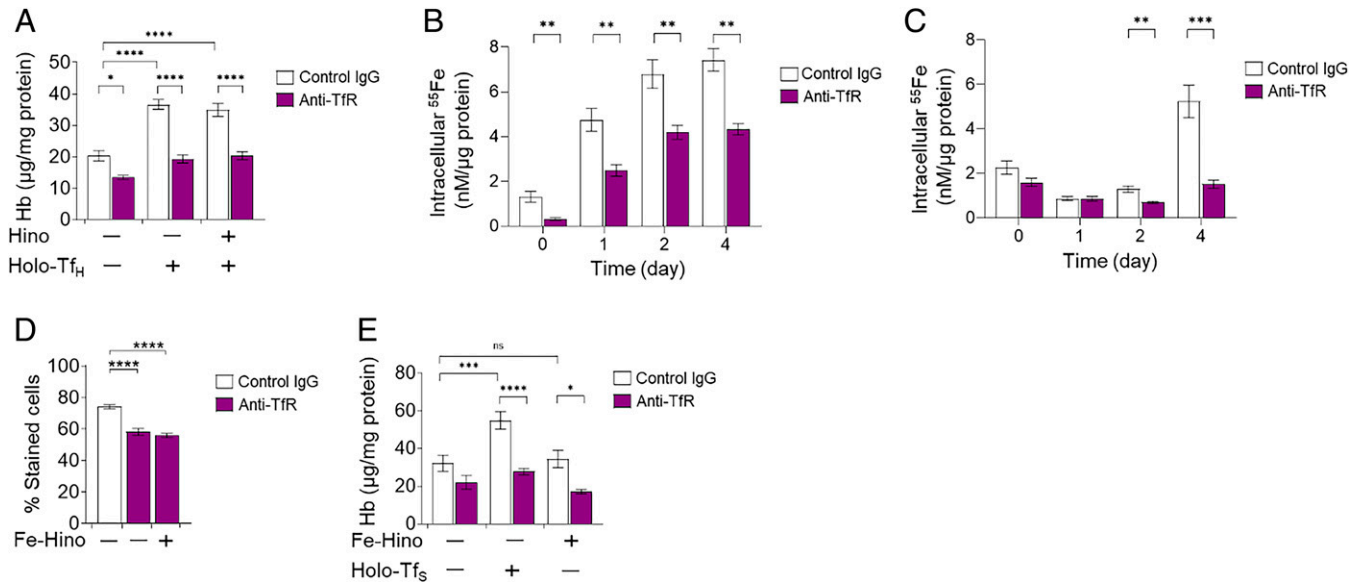 A
****
****
*
****
****
Hb (µg/mg protein)
50
40
30
20
10
0
Hino
—
—
+
Holo-TfH
—
+
+
Control IgG
Anti-TfR
B
**
**
**
**
Intracellular 55Fe
(nM/µg protein)
8
6
4
2
0
0
1
2
4
Time (day)
Control IgG
Anti-TfR
C
**
***
Intracellular 55Fe
(nM/µg protein)
8
6
4
2
0
0
1
2
4
Time (day)
Control IgG
Anti-TfR
D
****
****
% Stained cells
100
80
60
40
20
0
Fe-Hino
—
—
+
Control IgG
Anti-TfR
E
ns
***
****
*
Hb (µg/mg protein)
80
60
40
20
0
Fe-Hino
—
—
+
Holo-TfS
—
+
—
Control IgG
Anti-TfR